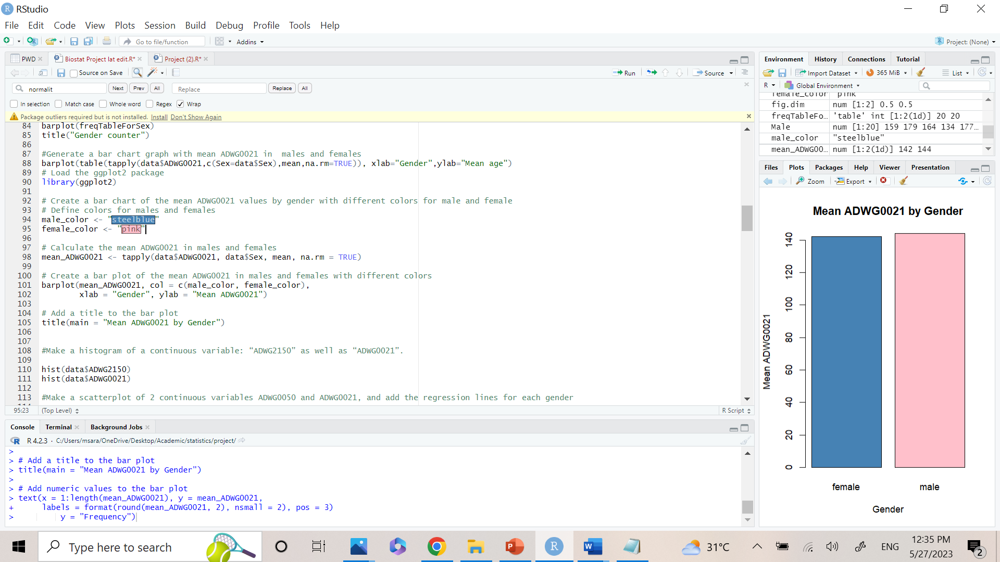 RStudio
File Edit Code View Plots Session Build Debug Profile Tools Help
Go to file/function Addins Project: (None)
PWD Biostat Project lat edit.R* Project (2).R*
Source on Save Run Source
normalit Next Prev All Replace Replace All
In selection Match case Whole word Regex Wrap
Package outliers required but is not installed. Install Don't Show Again
84 barplot(freqTableForSex)
85 title("Gender counter")
86
87 #Generate a bar chart graph with mean ADWG0021 in  males and females
88 barplot(table(tapply(data$ADWG0021,c(Sex=data$Sex),mean,na.rm=TRUE)), xlab="Gender",ylab="Mean age")
89 # Load the ggplot2 package
90 library(ggplot2)
91
92 # Create a bar chart of the mean ADWG0021 values by gender with different colors for male and female
93 # Define colors for males and females
94 male_color <- "steelblue"
95 female_color <- "pink"
96
97 # Calculate the mean ADWG0021 in males and females
98 mean_ADWG0021 <- tapply(data$ADWG0021, data$Sex, mean, na.rm = TRUE)
99
100 # Create a bar plot of the mean ADWG0021 in males and females with different colors
101 barplot(mean_ADWG0021, col = c(male_color, female_color),
102         xlab = "Gender", ylab = "Mean ADWG0021")
103
104 # Add a title to the bar plot
105 title(main = "Mean ADWG0021 by Gender")
106
107
108 #Make a histogram of a continuous variable: “ADWG2150” as well as “ADWG0021”.
109
110 hist(data$ADWG2150)
111 hist(data$ADWG0021)
112
113 #Make a scatterplot of 2 continuous variables ADWG0050 and ADWG0021, and add the regression lines for each gender
95:23 (Top Level) R Script
Console Terminal Background Jobs
R 4.2.3 · C:/Users/msara/OneDrive/Desktop/Academic/statistics/project/
>
> # Add a title to the bar plot
> title(main = "Mean ADWG0021 by Gender")
>
> # Add numeric values to the bar plot
> text(x = 1:length(mean_ADWG0021), y = mean_ADWG0021,
+      labels = format(round(mean_ADWG0021, 2), nsmall = 2), pos = 3)
>          y = "Frequency")
Environment History Connections Tutorial
Import Dataset 365 MiB List
R Global Environment
female_color "pink"
fig.dim num [1:2] 0.5 0.5
freqTableFo… 'table' int [1:2(1d)] 20 20
Male num [1:20] 159 179 164 134 177…
male_color "steelblue"
mean_ADWG00… num [1:2(1d)] 142 144
Files Plots Packages Help Viewer Presentation
Zoom Export
Mean ADWG0021 by Gender
Mean ADWG0021
140
120
100
80
60
40
20
0
female male
Gender
Type here to search
31°C ENG 12:35 PM
5/27/2023
2